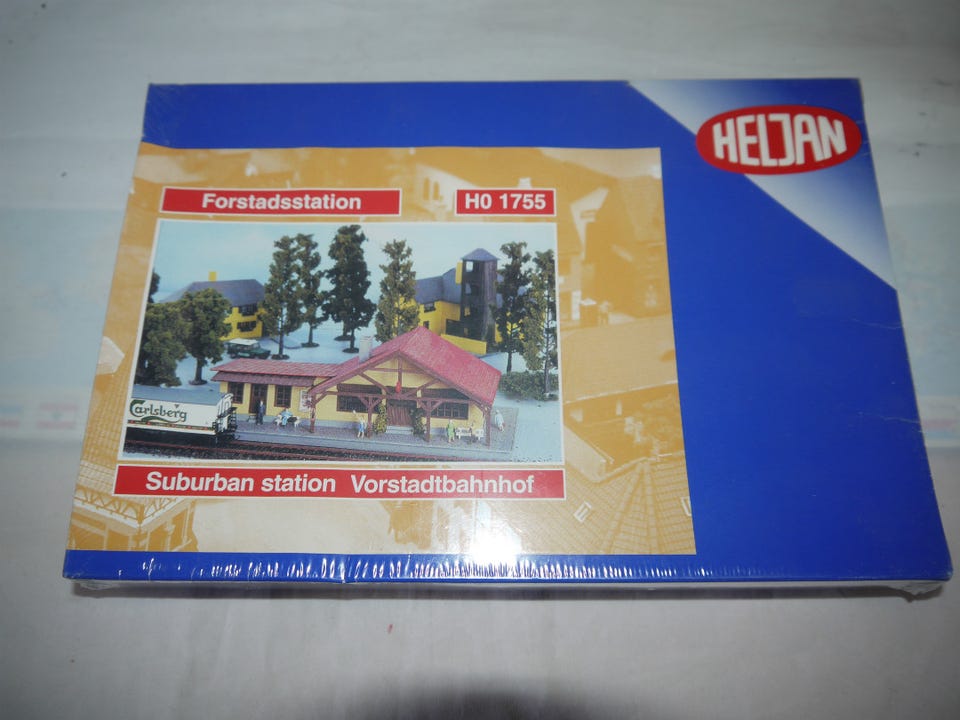 HELJAN
Forstadsstation
H0 1755
Carlsberg
Suburban station Vorstadtbahnhof